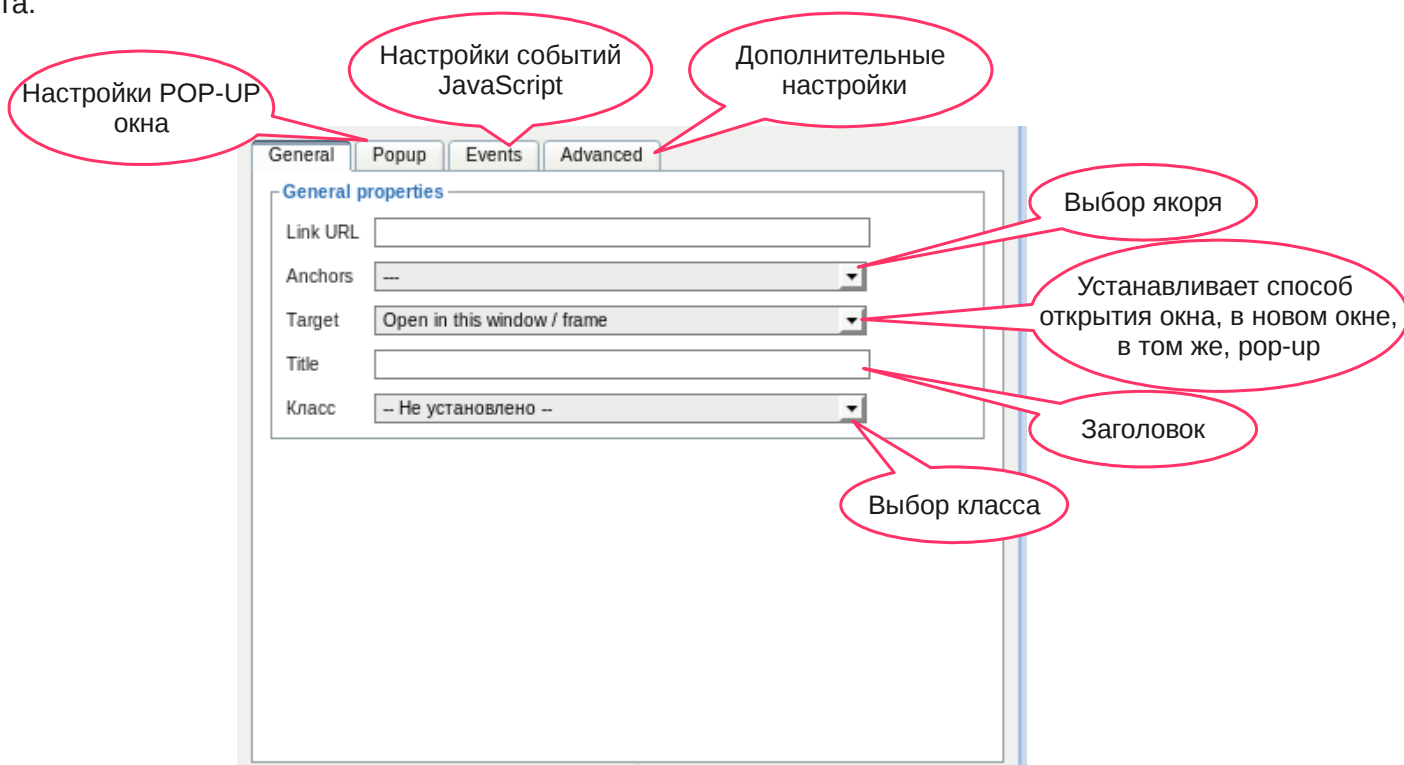 та.
Настройки событий
JavaScript
Дополнительные
настройки
Настройки POP-UP
окна
General
Popup
Events
Advanced
General properties
Link URL
Выбор якоря
Anchors
---
Устанавливает способ
открытия окна, в новом окне,
в том же, pop-up
Target
Open in this window / frame
Title
Класс
-- Не установлено --
Заголовок
Выбор класса